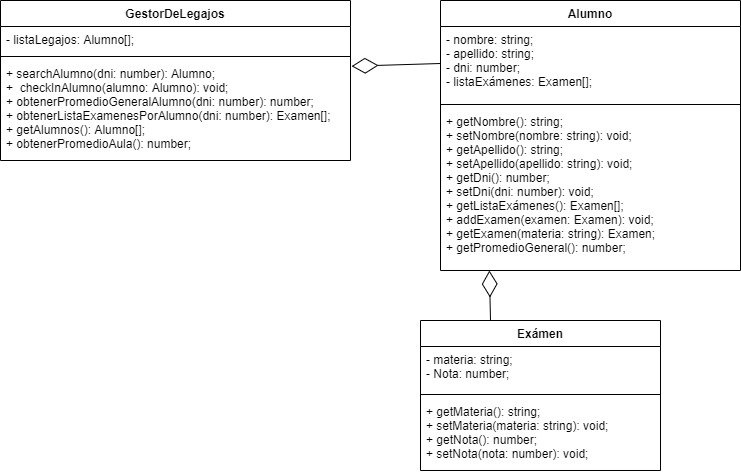 GestorDeLegajos
- listaLegajos: Alumno[];
+ searchAlumno(dni: number): Alumno;
+  checkInAlumno(alumno: Alumno): void;
+ obtenerPromedioGeneralAlumno(dni: number): number;
+ obtenerListaExamenesPorAlumno(dni: number): Examen[];
+ getAlumnos(): Alumno[];
+ obtenerPromedioAula(): number;
Alumno
- nombre: string;
- apellido: string;
- dni: number;
- listaExámenes: Examen[];
+ getNombre(): string;
+ setNombre(nombre: string): void;
+ getApellido(): string;
+ setApellido(apellido: string): void;
+ getDni(): number;
+ setDni(dni: number): void;
+ getListaExámenes(): Examen[];
+ addExamen(examen: Examen): void;
+ getExamen(materia: string): Examen;
+ getPromedioGeneral(): number;
Exámen
- materia: string;
- Nota: number;
+ getMateria(): string;
+ setMateria(materia: string): void;
+ getNota(): number;
+ setNota(nota: number): void;